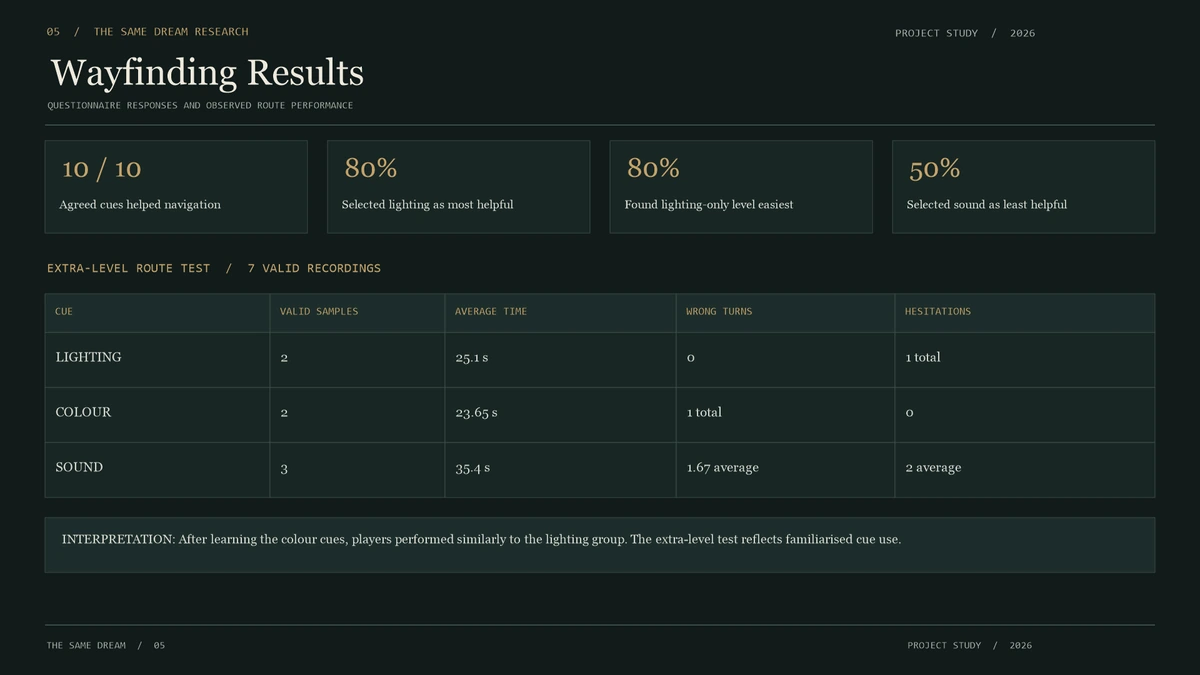 05 / THE SAME DREAM RESEARCH
PROJECT STUDY / 2026
Wayfinding Results
QUESTIONNAIRE RESPONSES AND OBSERVED ROUTE PERFORMANCE
10 / 10
Agreed cues helped navigation
80%
Selected lighting as most helpful
80%
Found lighting-only level easiest
50%
Selected sound as least helpful
EXTRA-LEVEL ROUTE TEST / 7 VALID RECORDINGS
CUE VALID SAMPLES AVERAGE TIME WRONG TURNS HESITATIONS
LIGHTING 2 25.1 s 0 1 total
COLOUR 2 23.65 s 1 total 0
SOUND 3 35.4 s 1.67 average 2 average
INTERPRETATION: After learning the colour cues, players performed similarly to the lighting group. The extra-level test reflects familiarised cue use.
THE SAME DREAM / 05
PROJECT STUDY / 2026